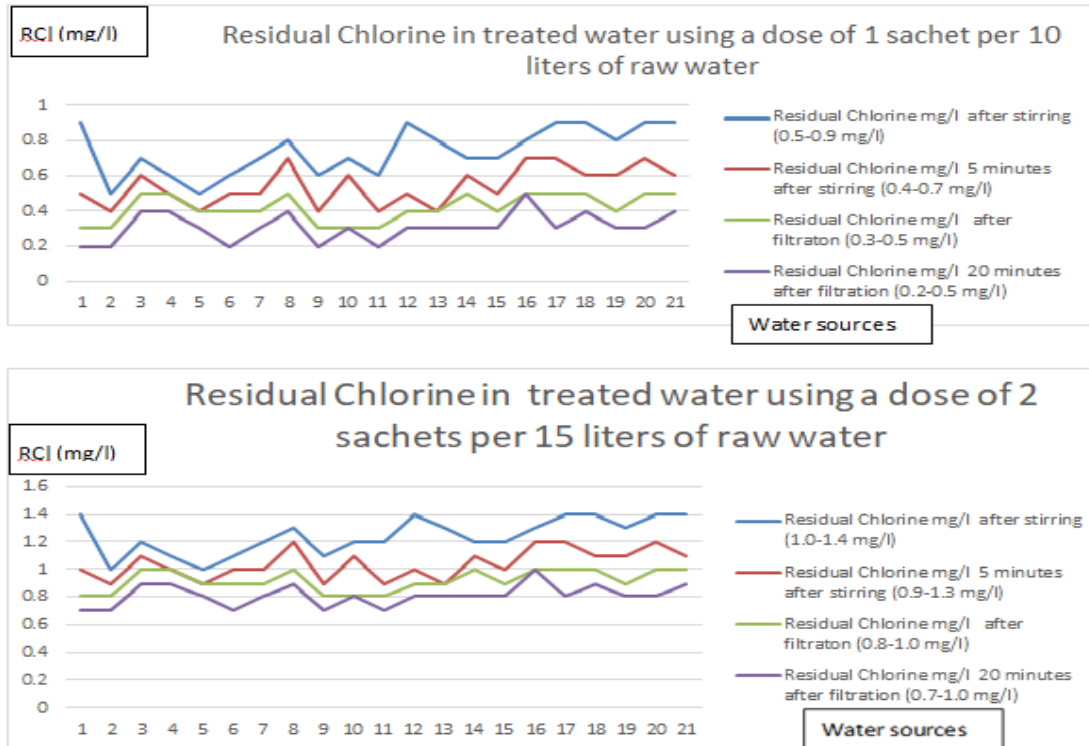 RCl (mg/l)
Residual Chlorine in treated water using a dose of 1 sachet per 10
liters of raw water
1
0.8
0.6
0.4
0.2
0
1 2 3 4 5 6 7 8 9 10 11 12 13 14 15 16 17 18 19 20 21
Residual Chlorine mg/l after stirring
(0.5-0.9 mg/l)
Residual Chlorine mg/l 5 minutes
after stirring (0.4-0.7 mg/l)
Residual Chlorine mg/l after
filtraton (0.3-0.5 mg/l)
Residual Chlorine mg/l 20 minutes
after filtration (0.2-0.5 mg/l)
Water sources
Residual Chlorine in treated water using a dose of 2
sachets per 15 liters of raw water
RCl (mg/l)
1.6
1.4
1.2
1
0.8
0.6
0.4
0.2
0
1 2 3 4 5 6 7 8 9 10 11 12 13 14 15 16 17 18 19 20 21
Residual Chlorine mg/l after stirring
(1.0-1.4 mg/l)
Residual Chlorine mg/l 5 minutes
after stirring (0.9-1.3 mg/l)
Residual Chlorine mg/l after
filtraton (0.8-1.0 mg/l)
Residual Chlorine mg/l 20 minutes
after filtration (0.7-1.0 mg/l)
Water sources